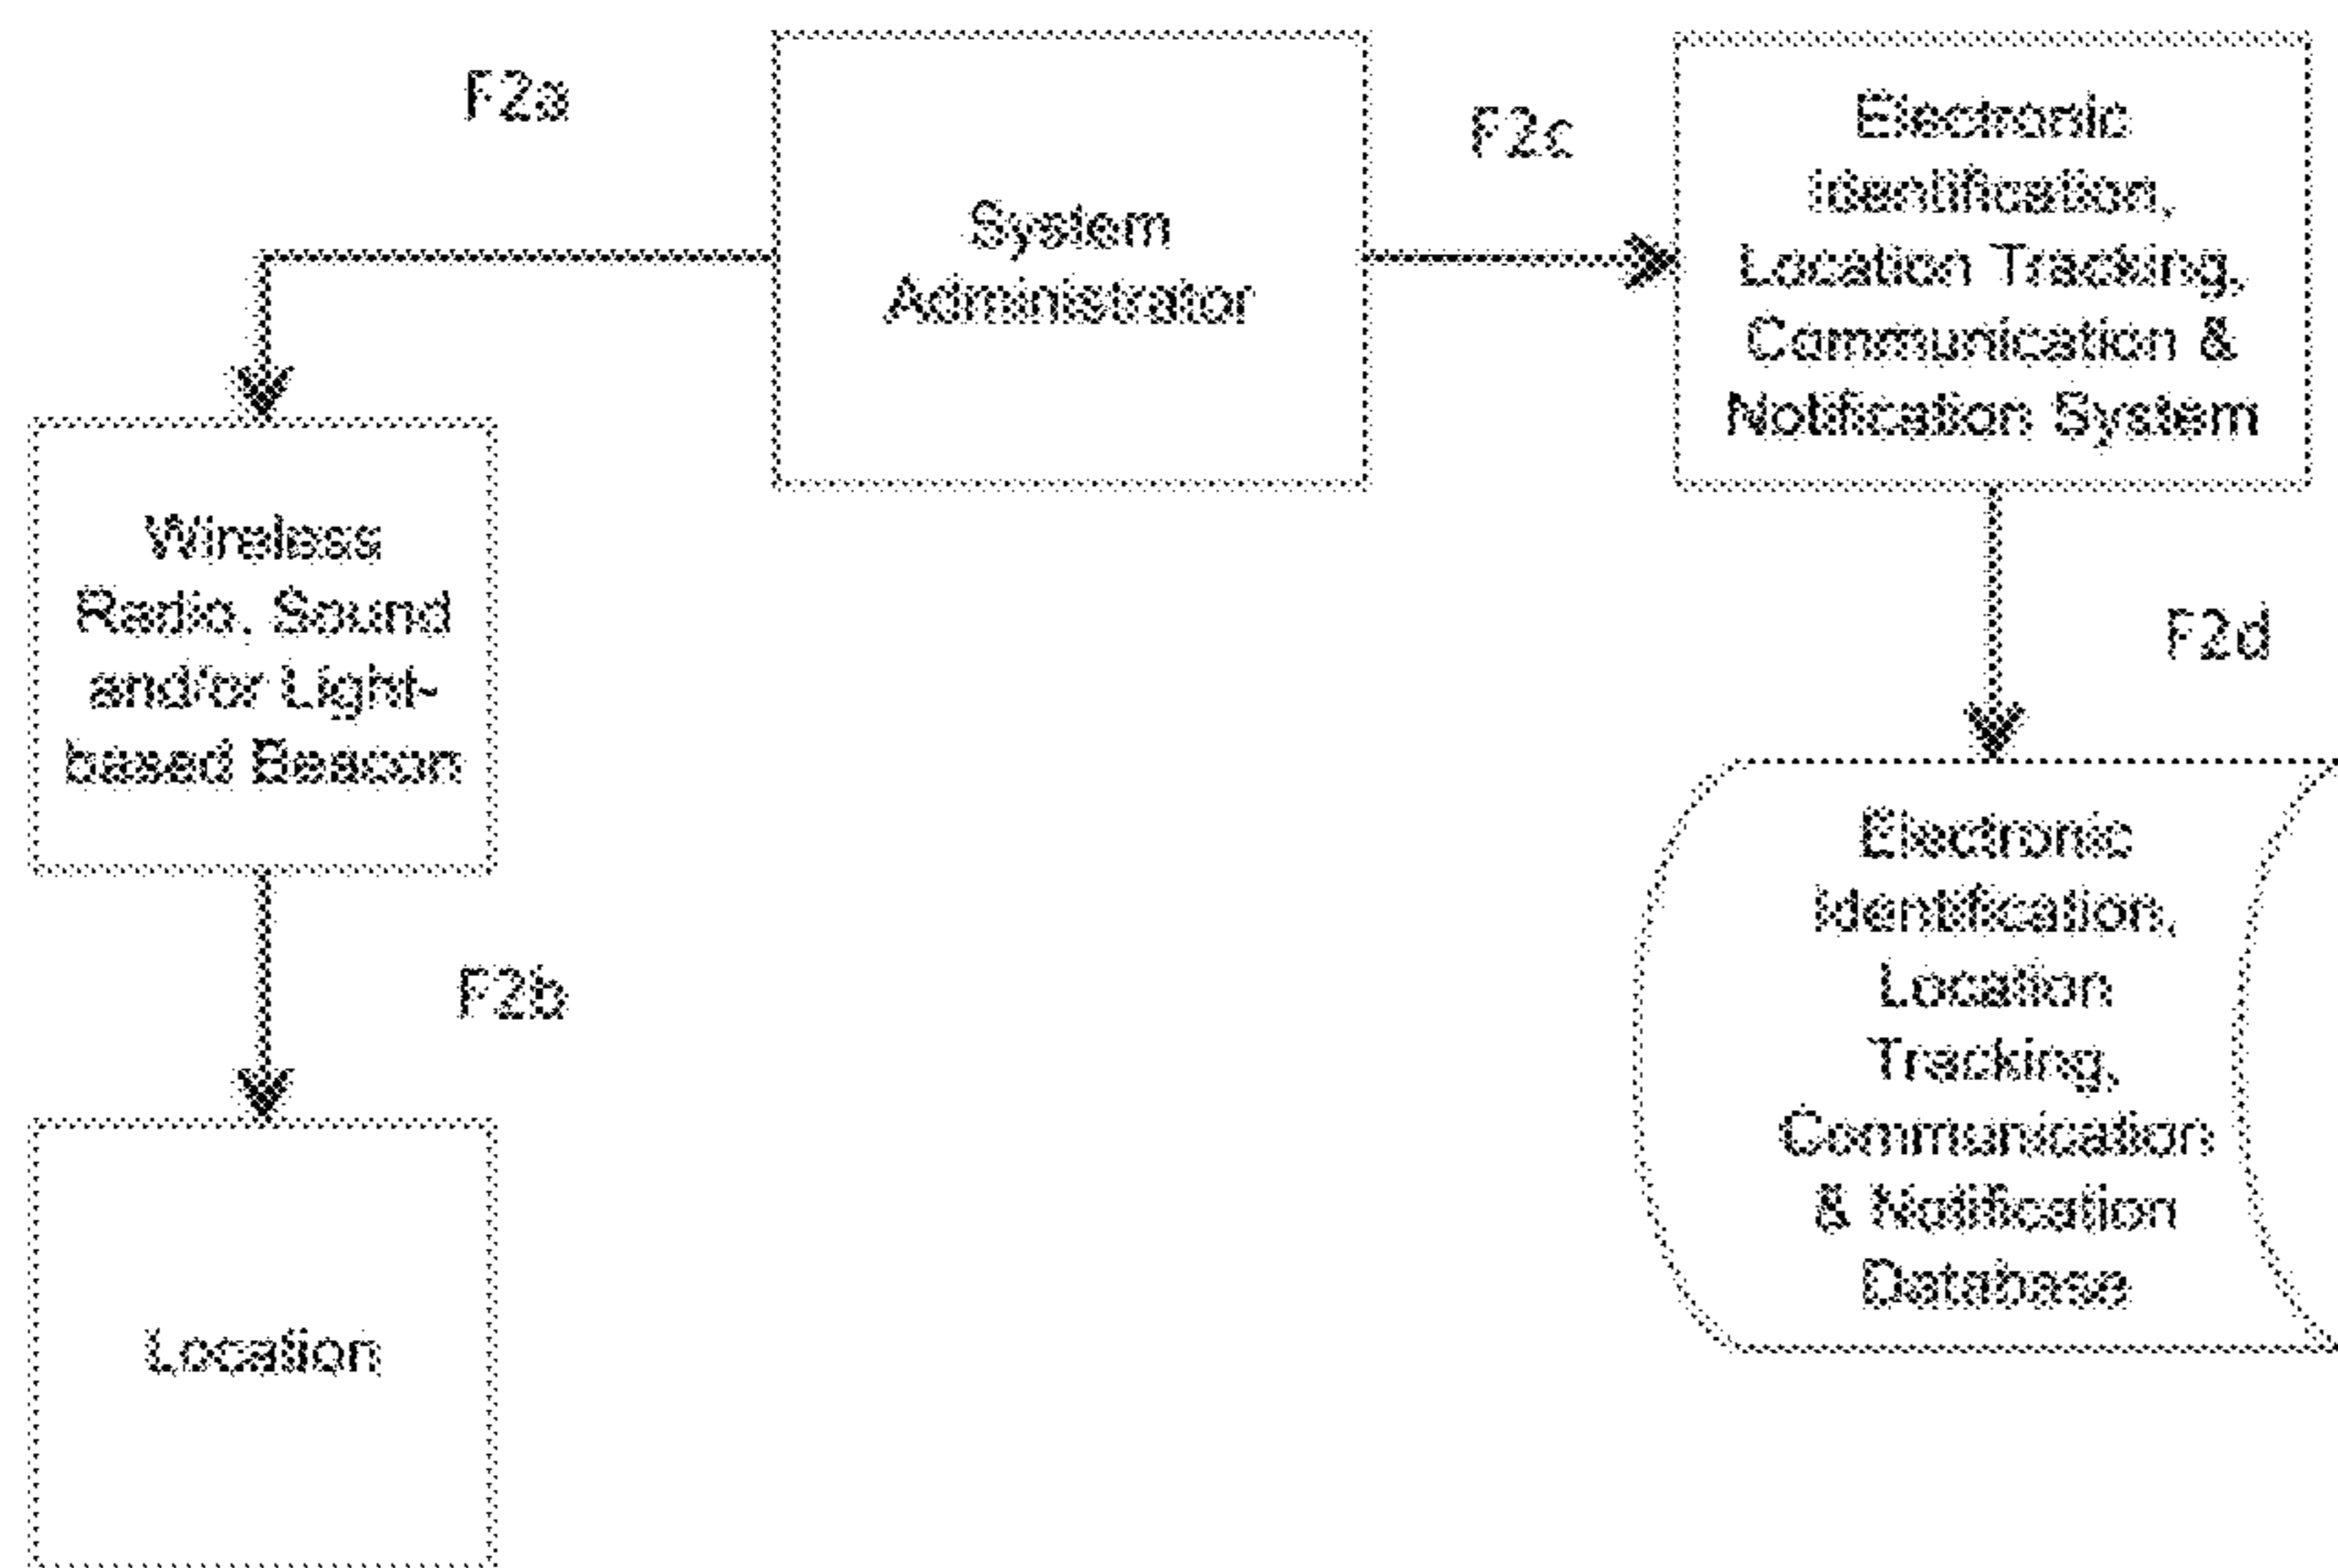 F2a
System
Administrator
F2c
Electronic
Identification,
Location Tracking,
Communication &
Notification System
Wireless
Radio, Sound
and/or Light-
based Beacon
F2d
F2b
Electronic
Identification,
Location
Tracking,
Communication
& Notification
Database
Location